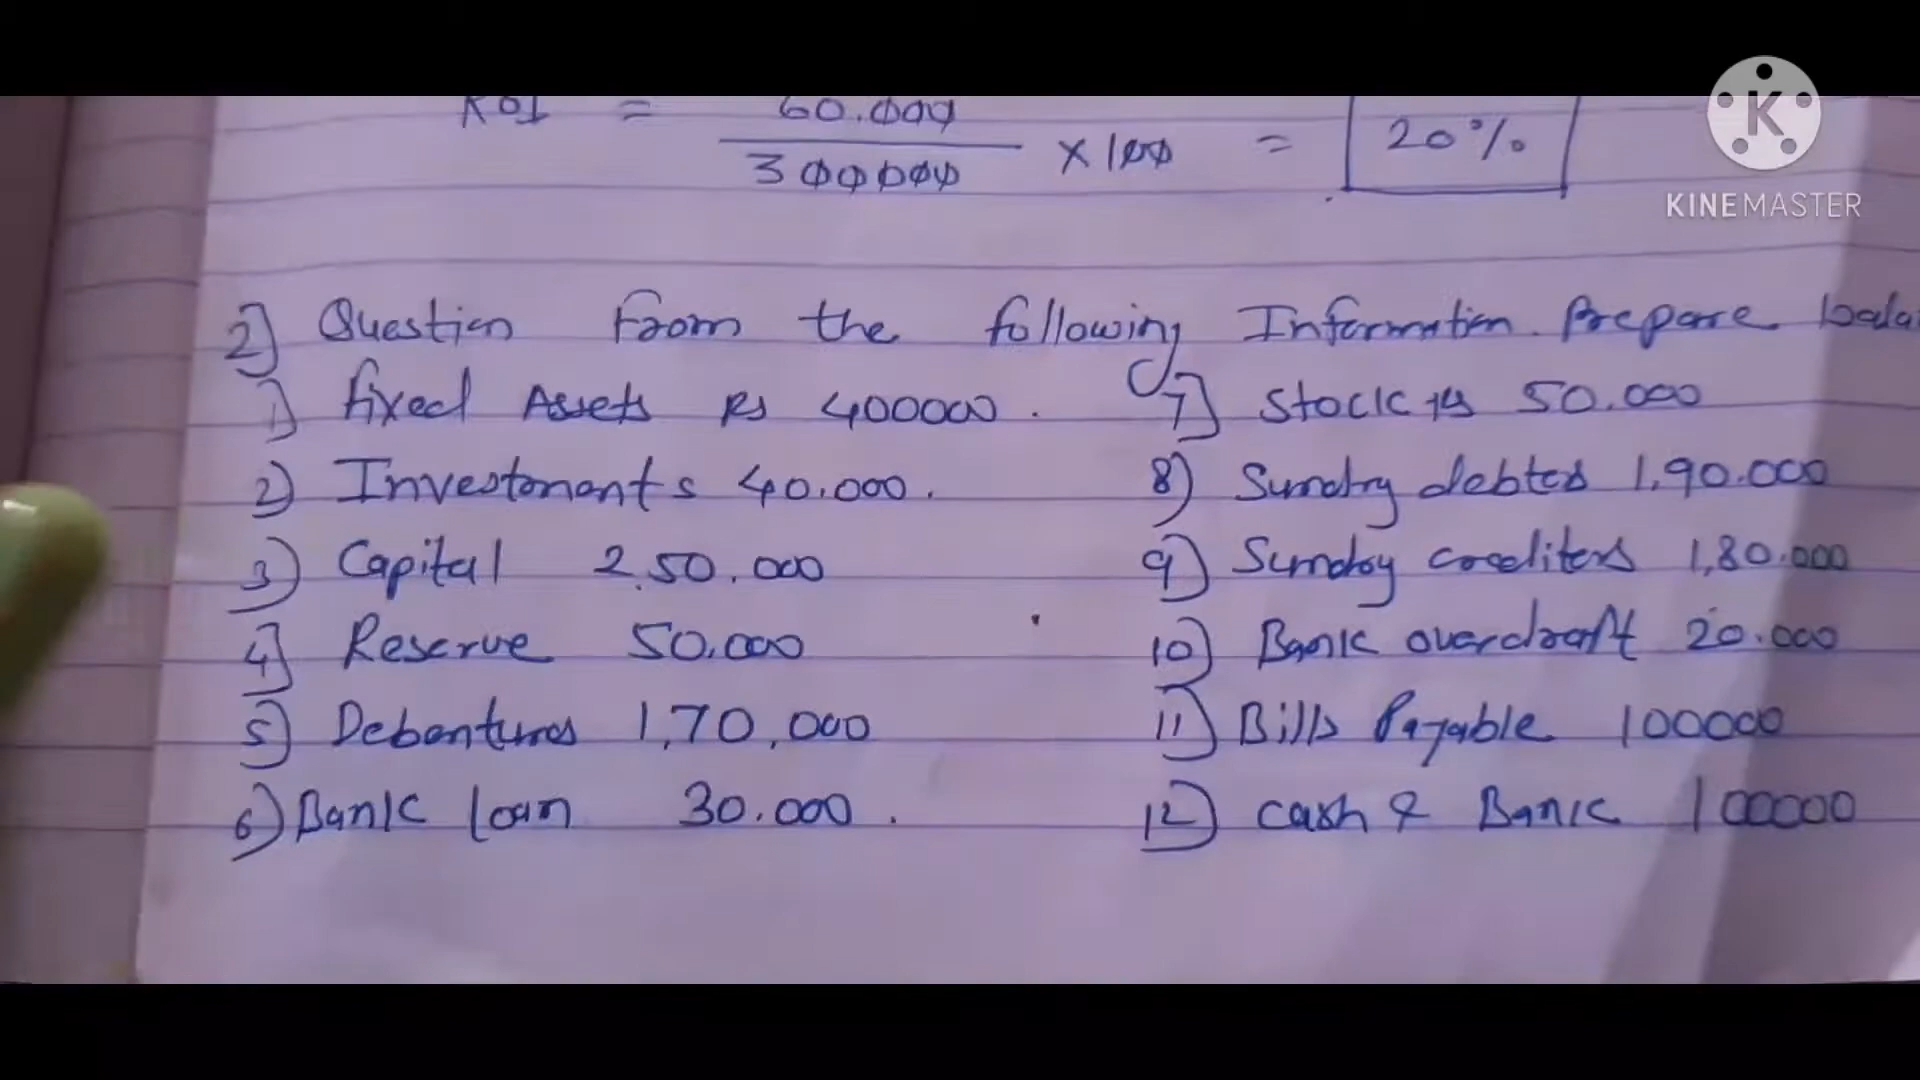 ROI = 60.000 / 300000 × 100 = 20%
KINEMASTER
2) Question From the following Information. Prepare
1) fixed Assets Rs 400000.
2) Investments 40.000.
3) Capital 2,50.000
4) Reserve 50,000
5) Debentures 1,70,000
6) Bank loan 30.000.
7) Stock Rs 50.000
8) Sundry debtos 1,90.000
9) Sundry creditors 1,80.000
10) Bank overdraft 20.000
11) Bills Payable 100000
12) cash & Bank 100000